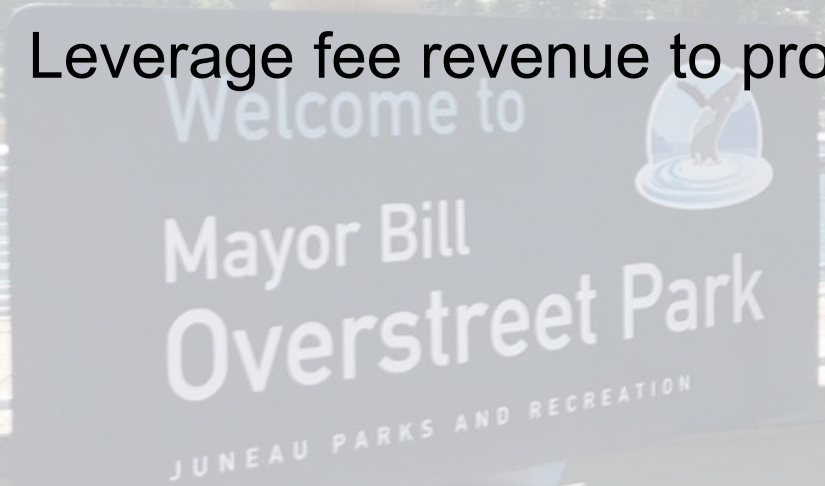 Leverage fee revenue to pro
Welcome to
Mayor Bill
Overstreet Park
JUNEAU PARKS AND RECREATION